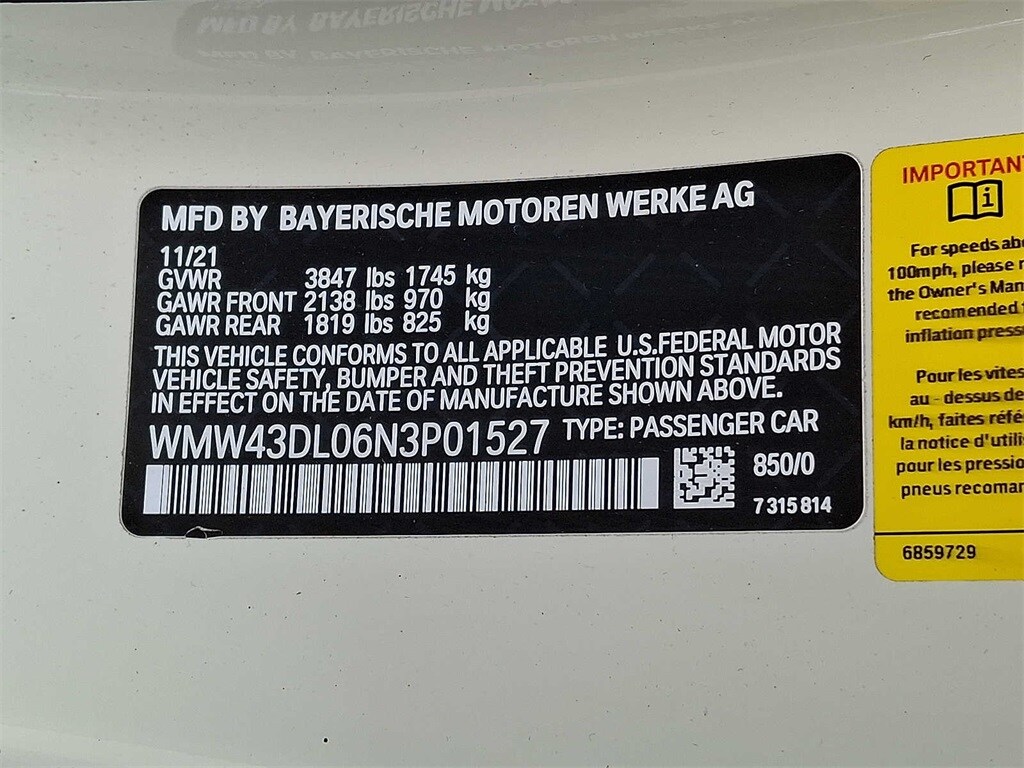 MFD BY BAYERISCHE MOTOREN WERKE AG
11/21
GVWR 3847 lbs 1745 kg
GAWR FRONT 2138 lbs 970 kg
GAWR REAR 1819 lbs 825 kg
THIS VEHICLE CONFORMS TO ALL APPLICABLE U.S.FEDERAL MOTOR
VEHICLE SAFETY, BUMPER AND THEFT PREVENTION STANDARDS
IN EFFECT ON THE DATE OF MANUFACTURE SHOWN ABOVE.
WMW43DL06N3P01527 TYPE: PASSENGER CAR
850/0
7 315 814
IMPORTANT
For speeds
100mph, please
the Owner's
inflation
Pour les vites
au - dessus de
km/h, faites
la notice
pour les
pneus
6859729